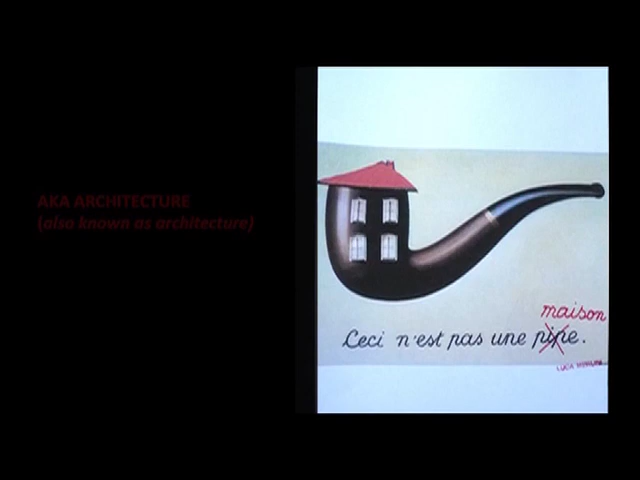 AKA ARCHITECTURE
(also known as architecture)
maison
Ceci n'est pas une pipe.